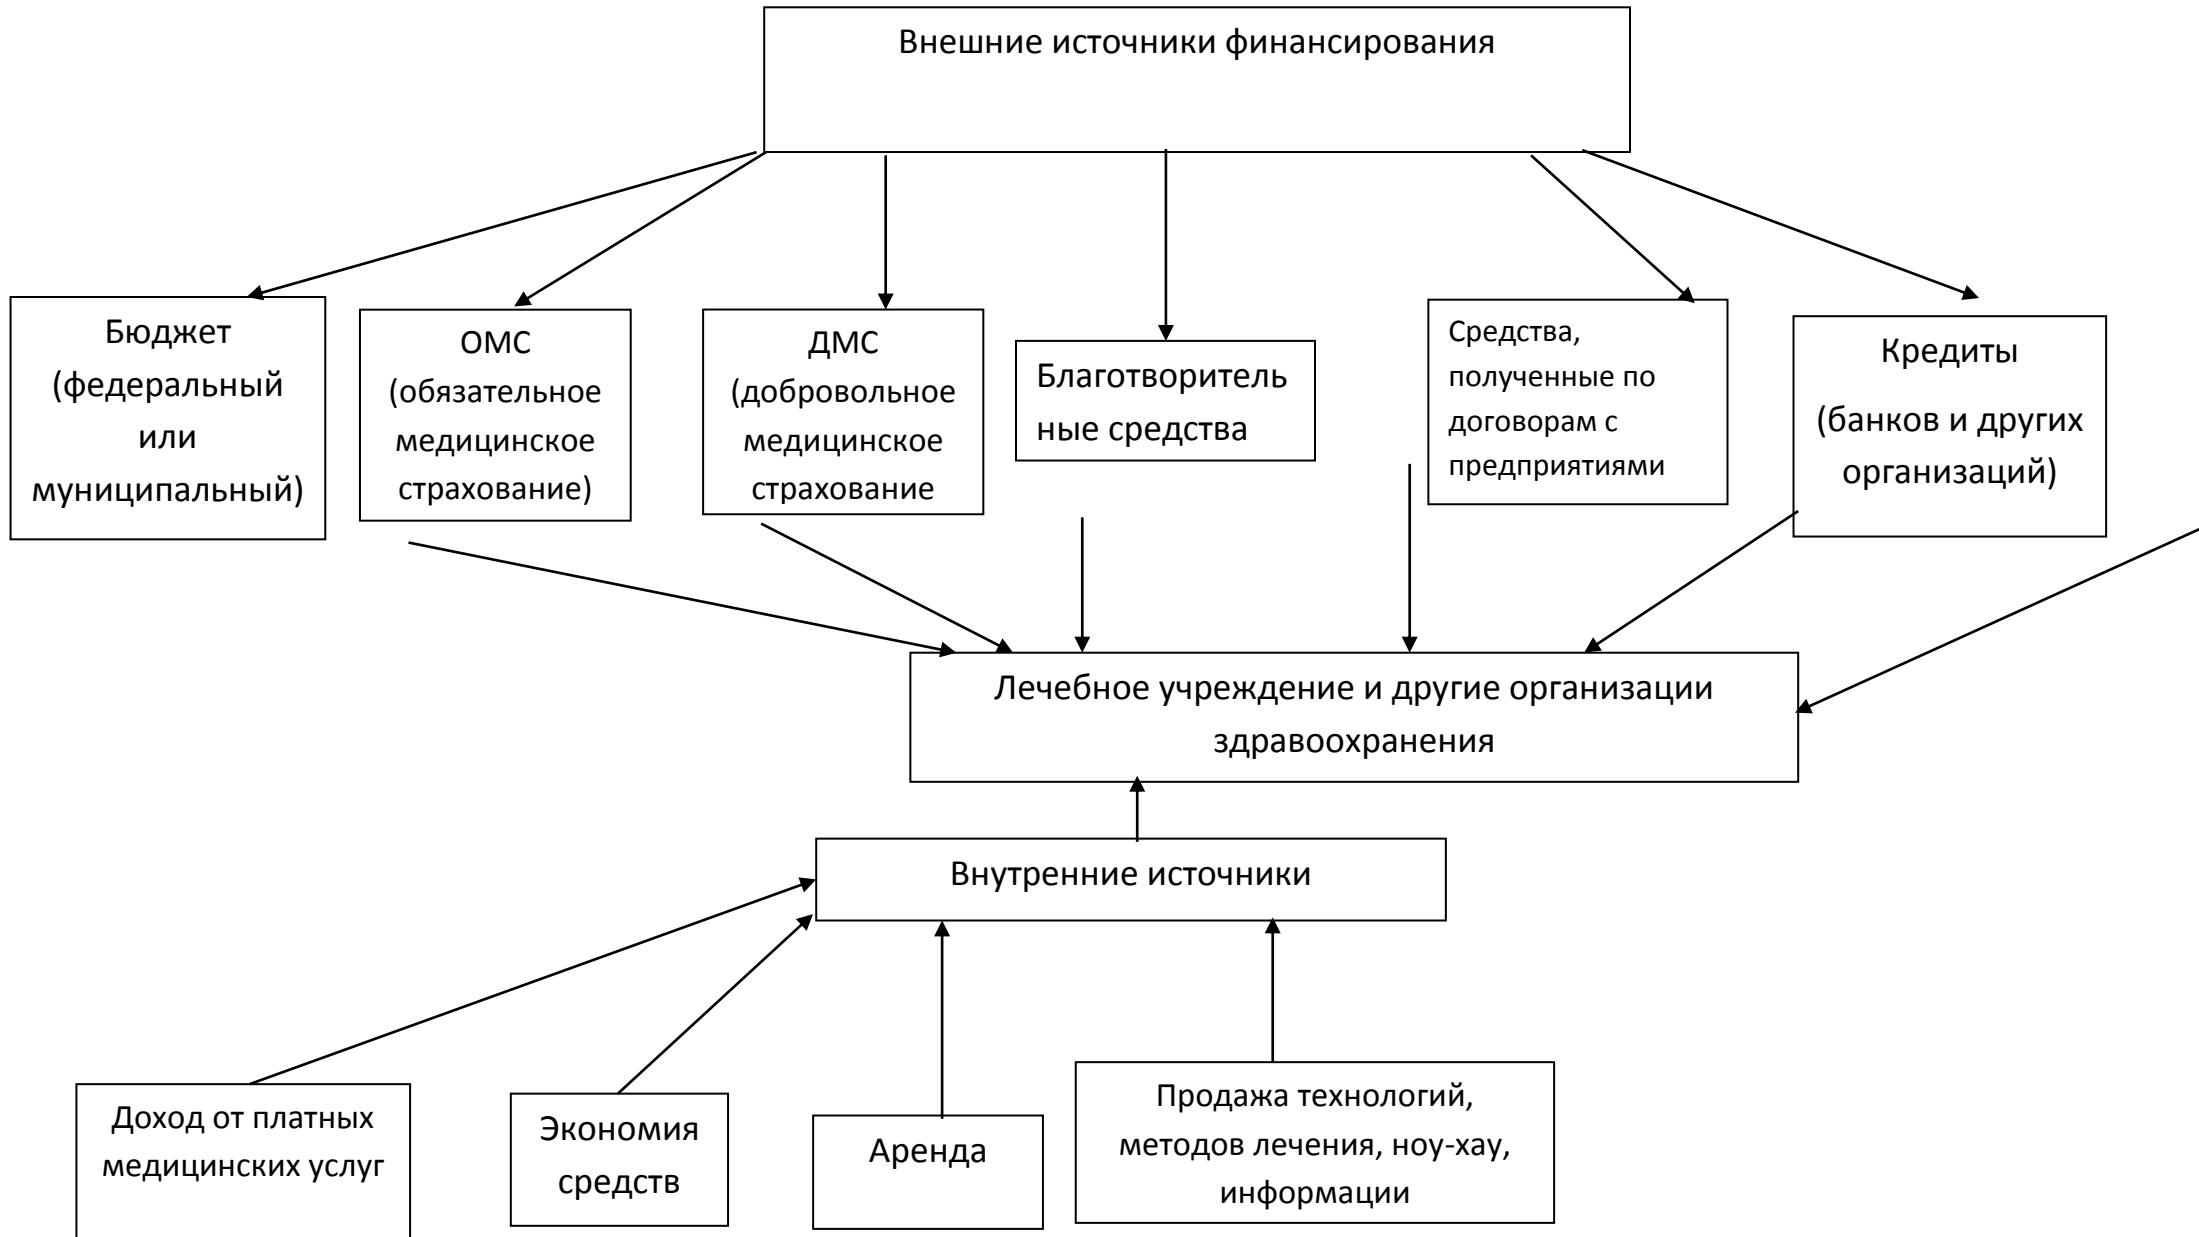 Внешние источники финансирования
Бюджет
(федеральный
или
муниципальный)
ОМС
(обязательное
медицинское
страхование)
ДМС
(добровольное
медицинское
страхование
Благотворитель
ные средства
Средства,
полученные по
договорам с
предприятиями
Кредиты
(банков и других
организаций)
Лечебное учреждение и другие организации
здравоохранения
Внутренние источники
Доход от платных
медицинских услуг
Экономия
средств
Аренда
Продажа технологий,
методов лечения, ноу-хау,
информации